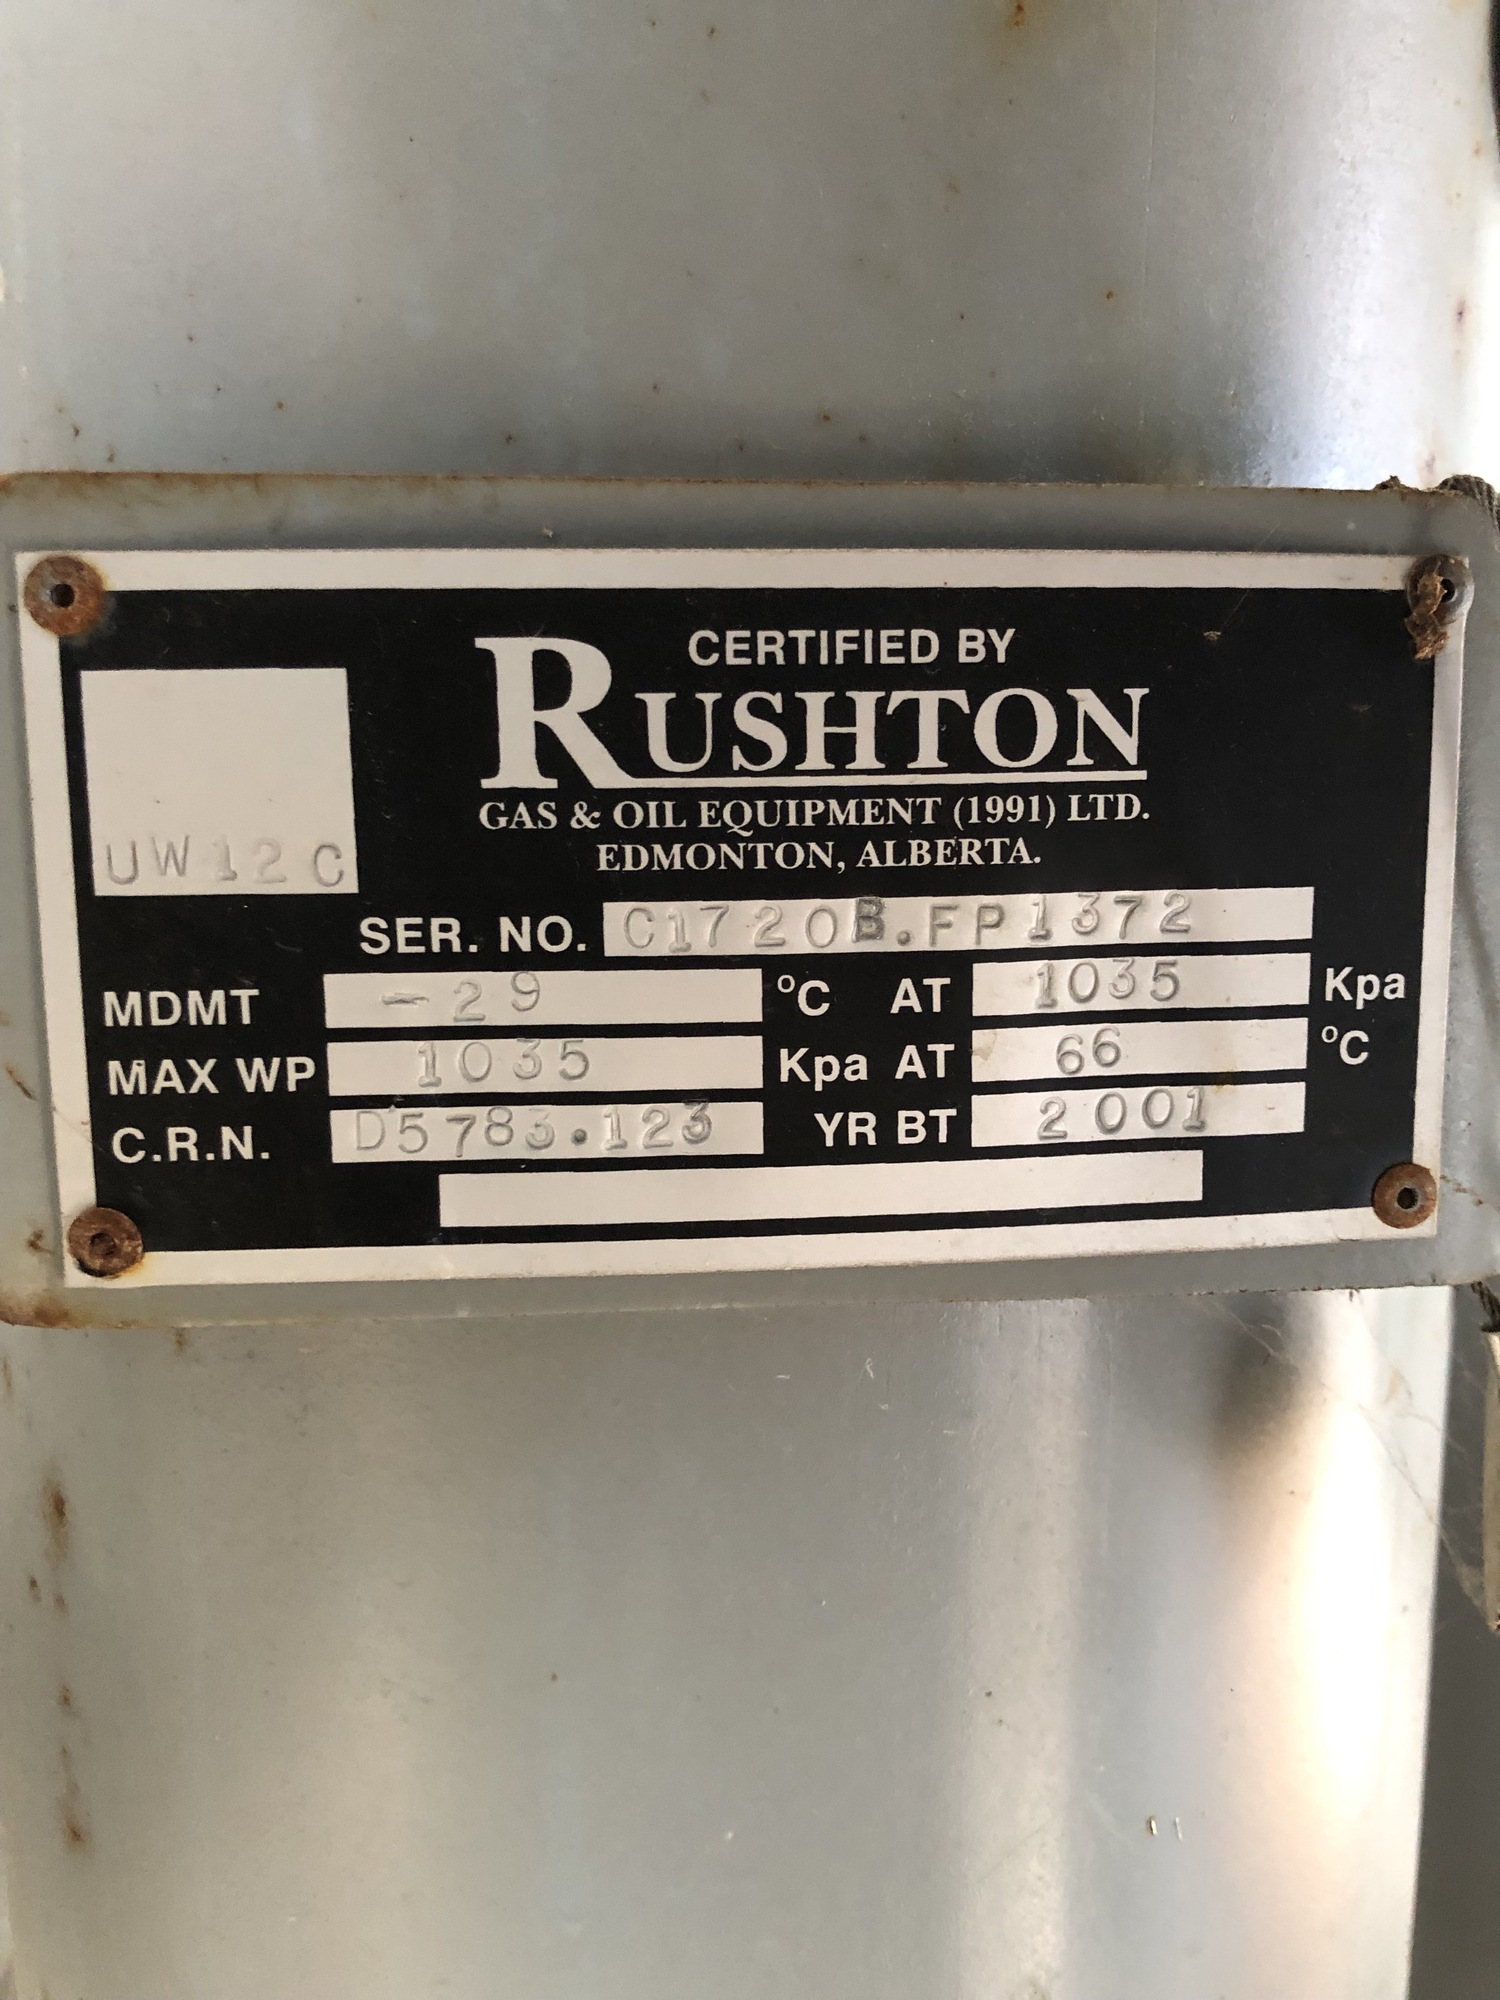 CERTIFIED BY
RUSHTON
GAS & OIL EQUIPMENT (1991) LTD.
EDMONTON, ALBERTA.
UW12C
SER. NO. C1720B.FP1372
MDMT -29 °C AT 1035 Kpa
MAX WP 1035 Kpa AT 66 °C
C.R.N. D5783.123 YR BT 2001